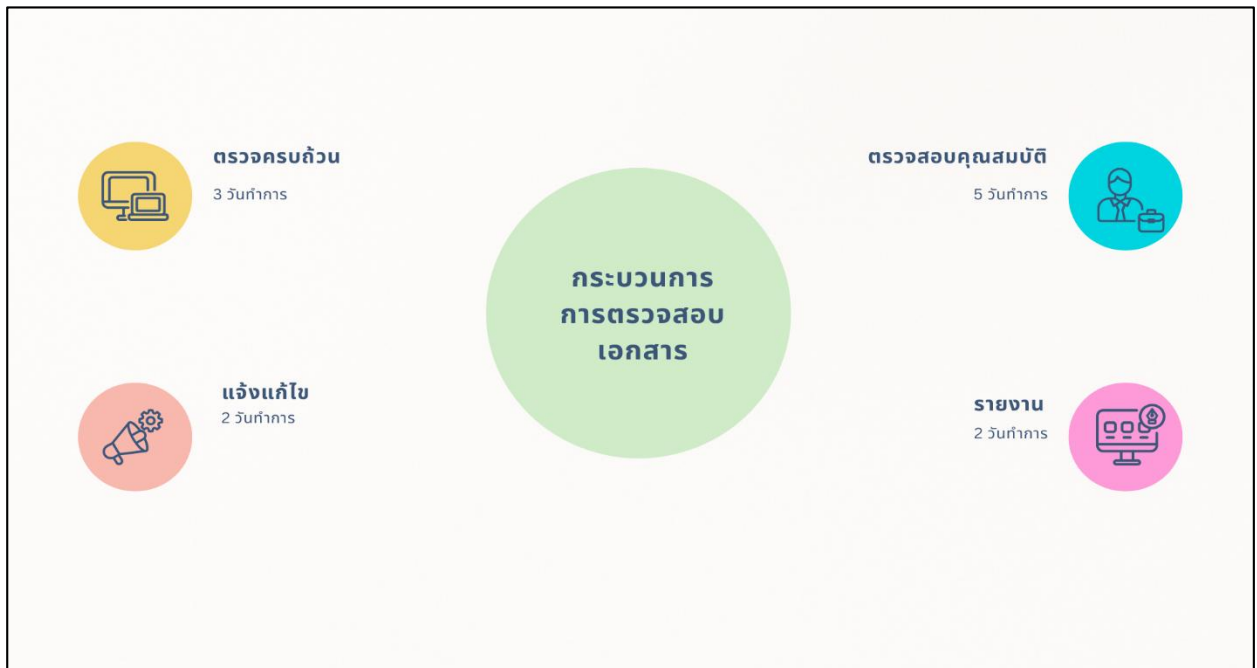 ตรวจครบถ้วน
3 วันทำการ
ตรวจสอบคุณสมบัติ
5 วันทำการ
กระบวนการ
การตรวจสอบ
เอกสาร
แจ้งแก้ไข
2 วันทำการ
รายงาน
2 วันทำการ